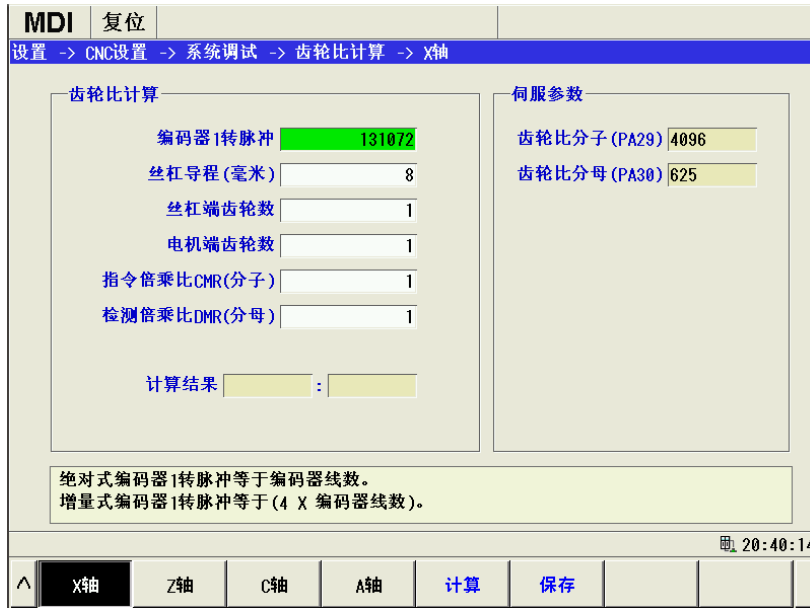 MDI 复位
设置 -> CNC设置 -> 系统调试 -> 齿轮比计算 -> X轴
齿轮比计算
编码器1转脉冲 131072
丝杠导程(毫米) 8
丝杠端齿轮数 1
电机端齿轮数 1
指令倍乘比CMR(分子) 1
检测倍乘比DMR(分母) 1
计算结果 :
伺服参数
齿轮比分子(PA29) 4096
齿轮比分母(PA30) 625
绝对式编码器1转脉冲等于编码器线数。
增量式编码器1转脉冲等于(4 X 编码器线数)。
20:40:14
^ X轴 Z轴 C轴 A轴 计算 保存